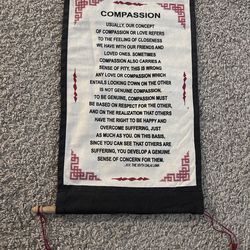 COMPASSION
USUALLY, OUR CONCEPT
OF COMPASSION OR LOVE REFERS
TO THE FEELING OF CLOSENESS
WE HAVE WITH OUR FRIENDS AND
LOVED ONES. SOMETIMES
COMPASSION ALSO CARRIES A
SENSE OF PITY. THIS IS WRONG
ANY LOVE OR COMPASSION WHICH
ENTAILS LOOKING DOWN ON THE OTHER
IS NOT GENUINE COMPASSION.
TO BE GENUINE, COMPASSION MUST
BE BASED ON RESPECT FOR THE OTHER,
AND ON THE REALIZATION THAT OTHERS
HAVE THE RIGHT TO BE HAPPY AND
OVERCOME SUFFERING, JUST
AS MUCH AS YOU. ON THIS BASIS,
SINCE YOU CAN SEE THAT OTHERS ARE
SUFFERING, YOU DEVELOP A GENUINE
SENSE OF CONCERN FOR THEM.
H.H. THE XIVTH DALAI LAMA